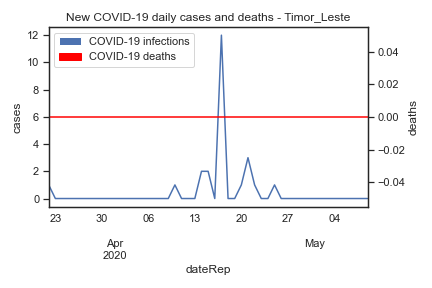 New COVID-19 daily cases and deaths - Timor_Leste
COVID-19 infections
COVID-19 deaths
12
10
8
6
4
2
0
cases
0.04
0.02
0.00
−0.02
−0.04
deaths
23 30 06 13 20 27 04
Apr May
2020
dateRep